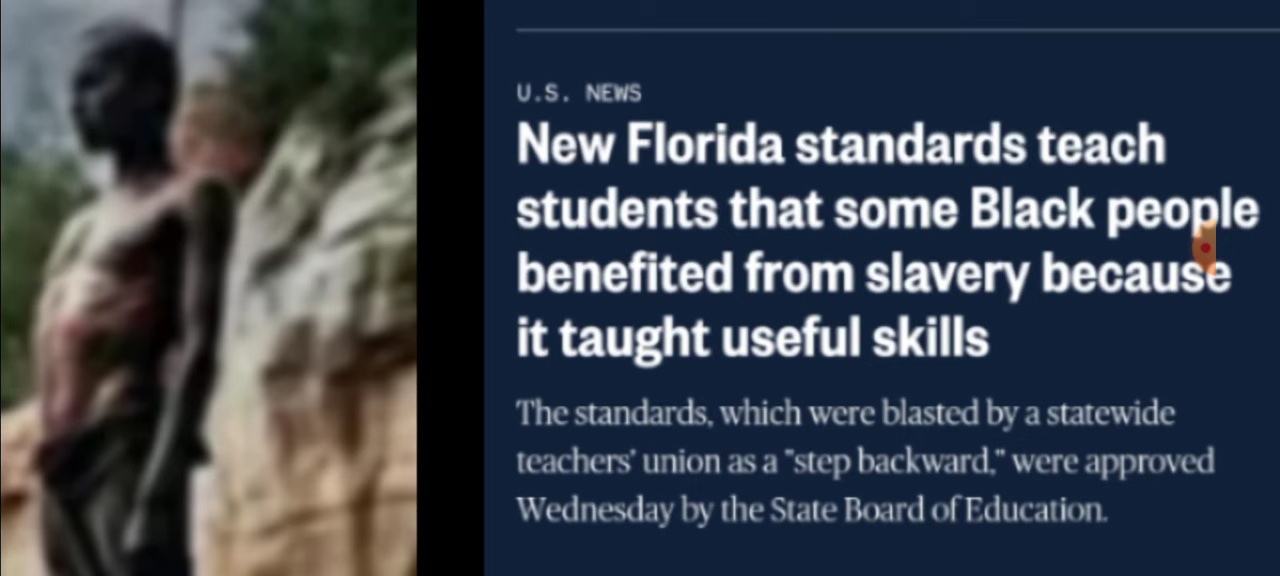 U.S. NEWS
New Florida standards teach
students that some Black people
benefited from slavery because
it taught useful skills
The standards, which were blasted by a statewide
teachers' union as a "step backward," were approved
Wednesday by the State Board of Education.